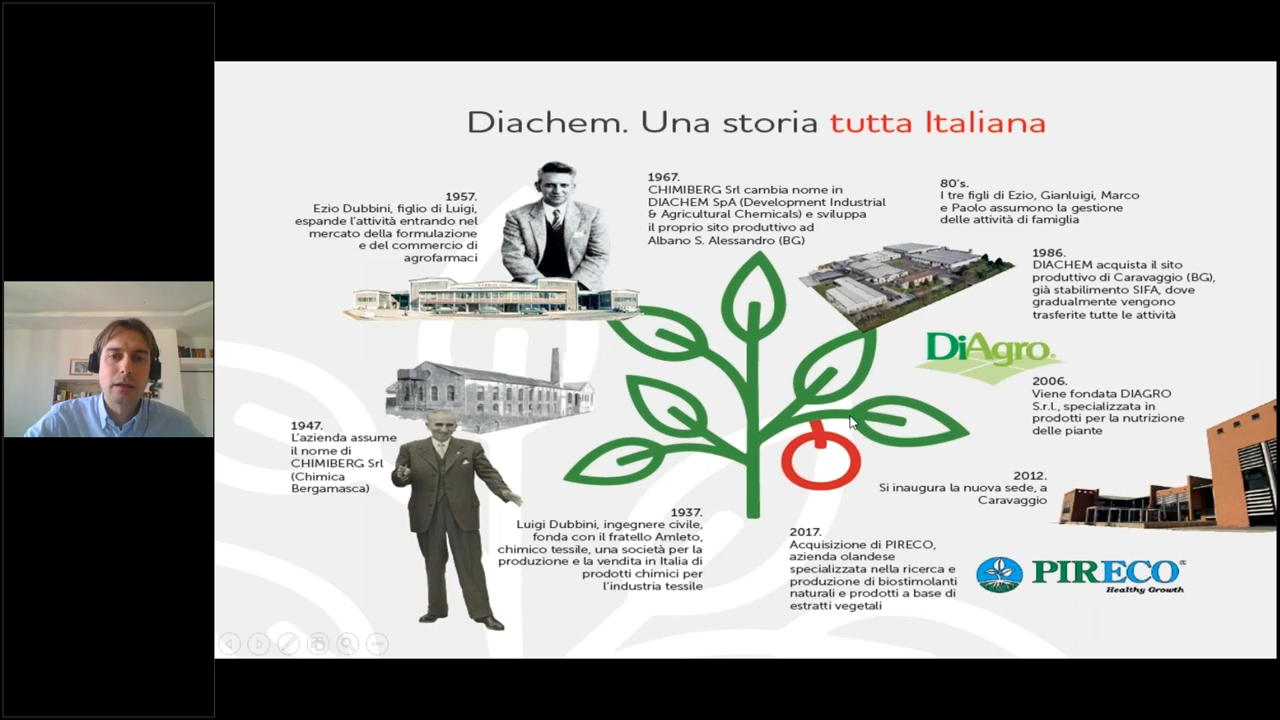 Diachem. Una storia tutta Italiana
1957.
Ezio Dubbini, figlio di Luigi,
espande l'attività entrando nel
mercato della formulazione
e del commercio di
agrofarmaci
1967.
CHIMIBERG Srl cambia nome in
DIACHEM SpA (Development Industrial
& Agricultural Chemicals) e sviluppa
il proprio sito produttivo ad
Albano S. Alessandro (BG)
80's.
I tre figli di Ezio, Gianluigi, Marco
e Paolo assumono la gestione
delle attività di famiglia
1986.
DIACHEM acquista il sito
produttivo di Caravaggio (BG),
già stabilimento SIFA, dove
gradualmente vengono
trasferite tutte le attività
DiAgro®
2006.
Viene fondata DIAGRO
S.r.l., specializzata in
prodotti per la nutrizione
delle piante
1947.
L'azienda assume
il nome di
CHIMIBERG Srl
(Chimica
Bergamasca)
2012.
Si inaugura la nuova sede, a
Caravaggio
1937.
Luigi Dubbini, ingegnere civile,
fonda con il fratello Amleto,
chimico tessile, una società per la
produzione e la vendita in Italia di
prodotti chimici per
l'industria tessile
2017.
Acquisizione di PIRECO,
azienda olandese
specializzata nella ricerca e
produzione di biostimolanti
naturali e prodotti a base di
estratti vegetali
PIRECO®
Healthy Growth